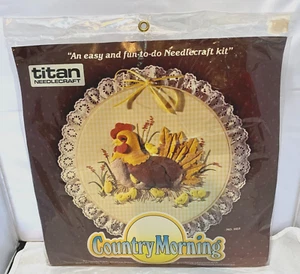 "An easy and fun-to-do Needlecraft kit"
titan
NEEDLECRAFT
Country Morning